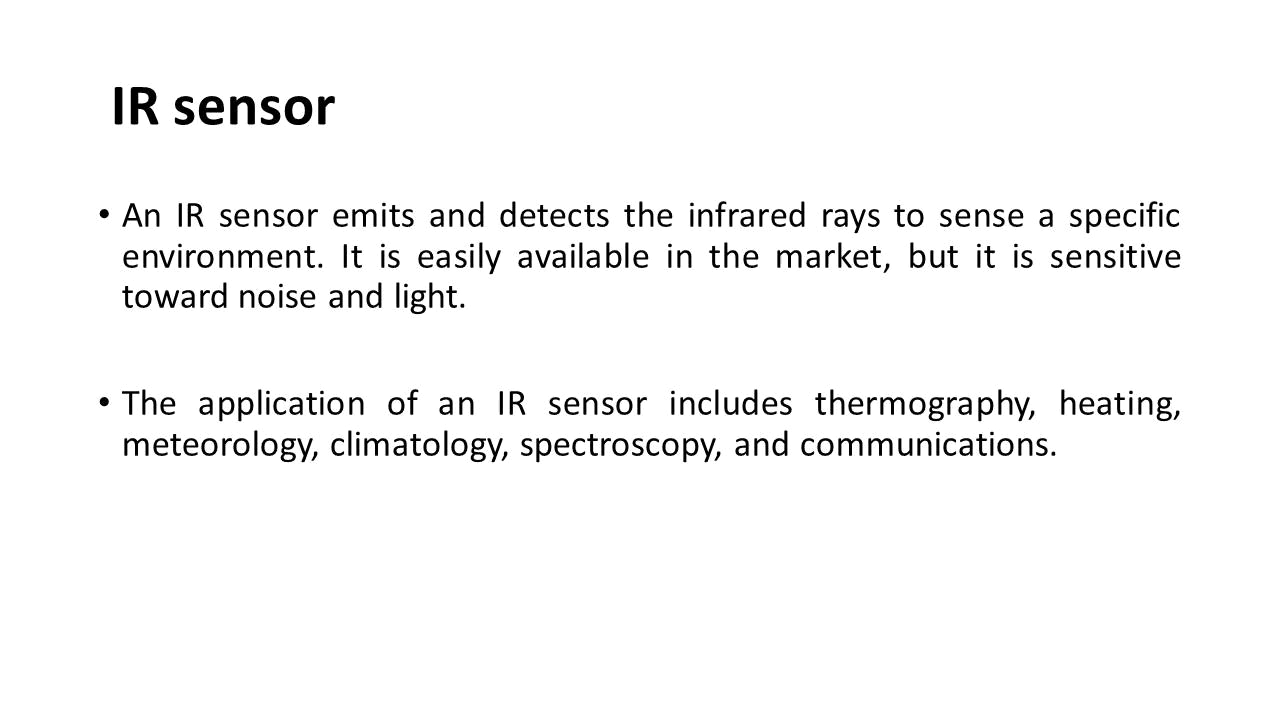 IR sensor
• An IR sensor emits and detects the infrared rays to sense a specific
environment. It is easily available in the market, but it is sensitive
toward noise and light.
• The application of an IR sensor includes thermography, heating,
meteorology, climatology, spectroscopy, and communications.